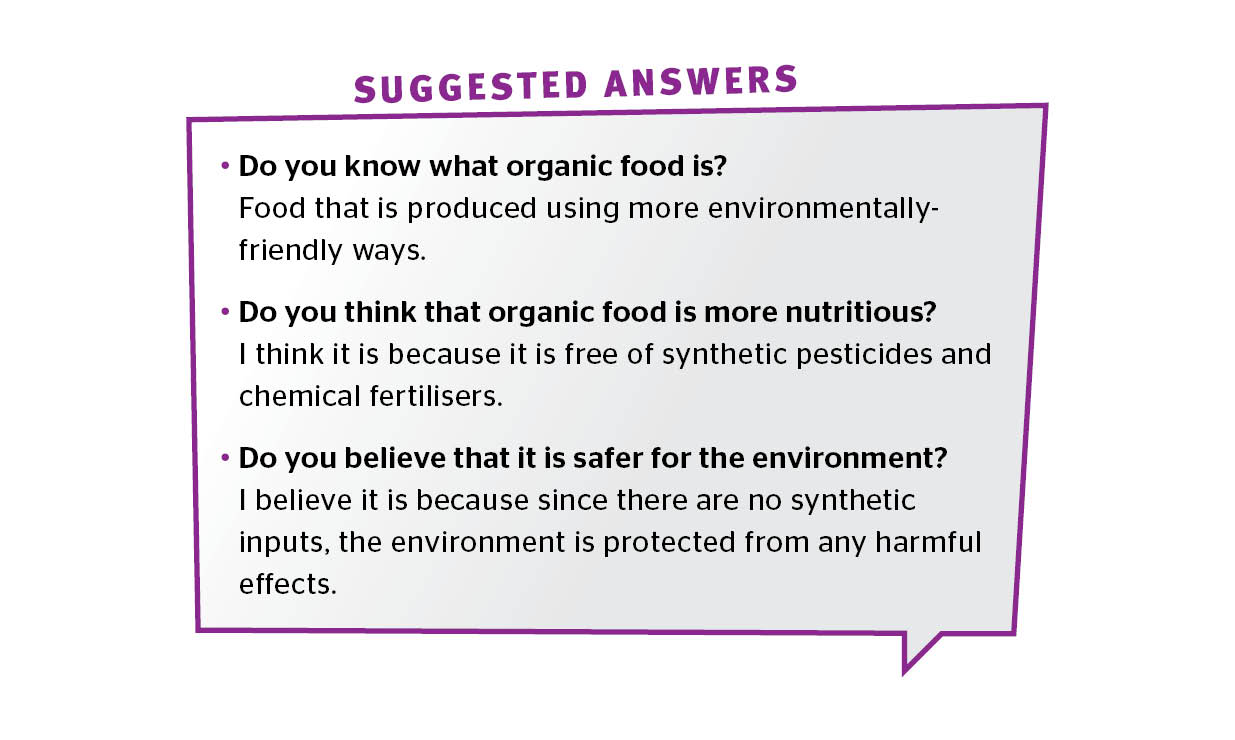 SUGGESTED ANSWERS
• Do you know what organic food is?
Food that is produced using more environmentally-
friendly ways.
• Do you think that organic food is more nutritious?
I think it is because it is free of synthetic pesticides and
chemical fertilisers.
• Do you believe that it is safer for the environment?
I believe it is because since there are no synthetic
inputs, the environment is protected from any harmful
effects.